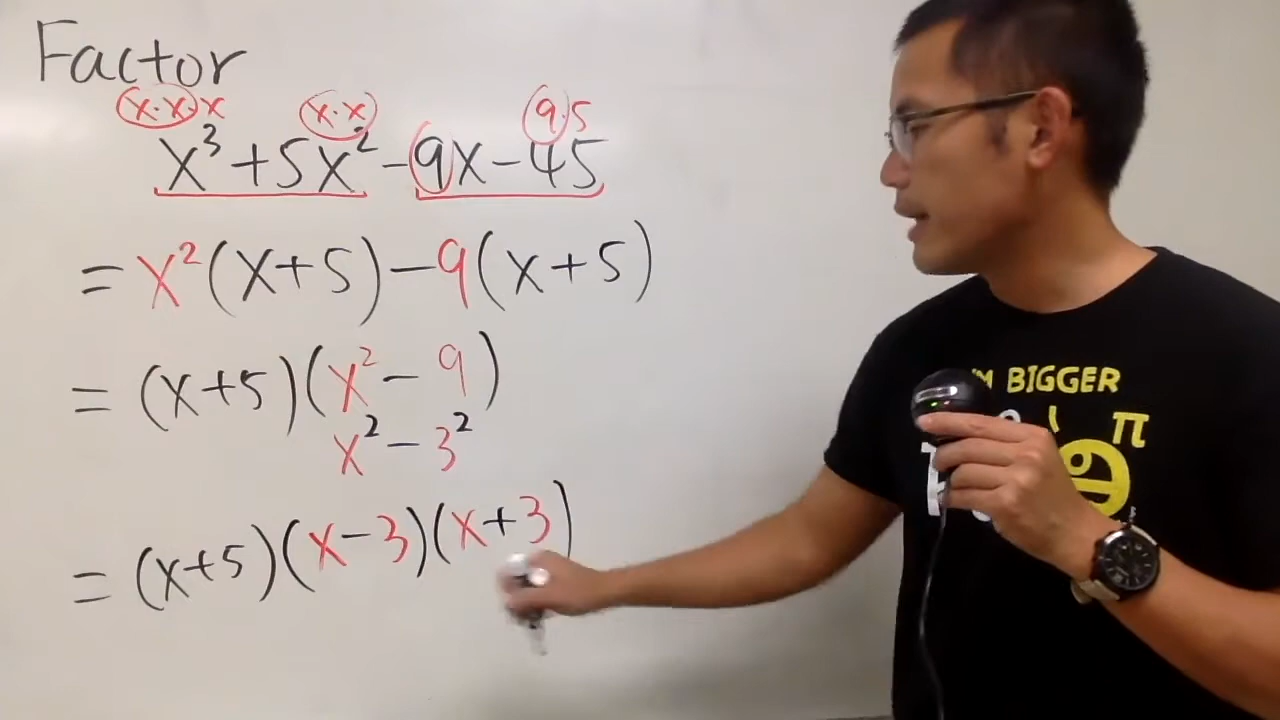 Factor
x·x·x x·x 9·5
x³+5x²-9x-45
=x²(x+5)-9(x+5)
=(x+5)(x²-9)
x²-3²
=(x+5)(x-3)(x+3)
BIGGER
π